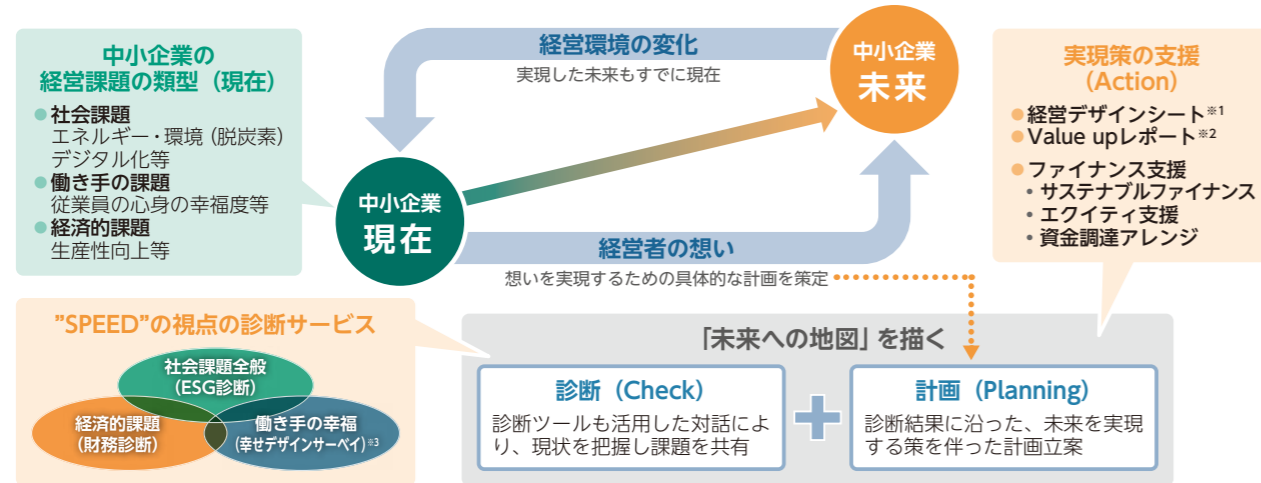 中小企業の
経営課題の類型（現在）
●社会課題
エネルギー・環境（脱炭素）
デジタル化等
●働き手の課題
従業員の心身の幸福度等
●経済的課題
生産性向上等
経営環境の変化
実現した未来もすでに現在
中小企業
未来
中小企業
現在
経営者の想い
想いを実現するための具体的な計画を策定
実現策の支援
（Action）
●経営デザインシート※1
●Value upレポート※2
●ファイナンス支援
・サステナブルファイナンス
・エクイティ支援
・資金調達アレンジ
”SPEED”の視点の診断サービス
社会課題全般
（ESG診断）
経済的課題
（財務診断）
働き手の幸福
（幸せデザインサーベイ）※3
「未来への地図」を描く
診断（Check）
診断ツールも活用した対話によ
り、現状を把握し課題を共有
計画（Planning）
診断結果に沿った、未来を実現
する策を伴った計画立案